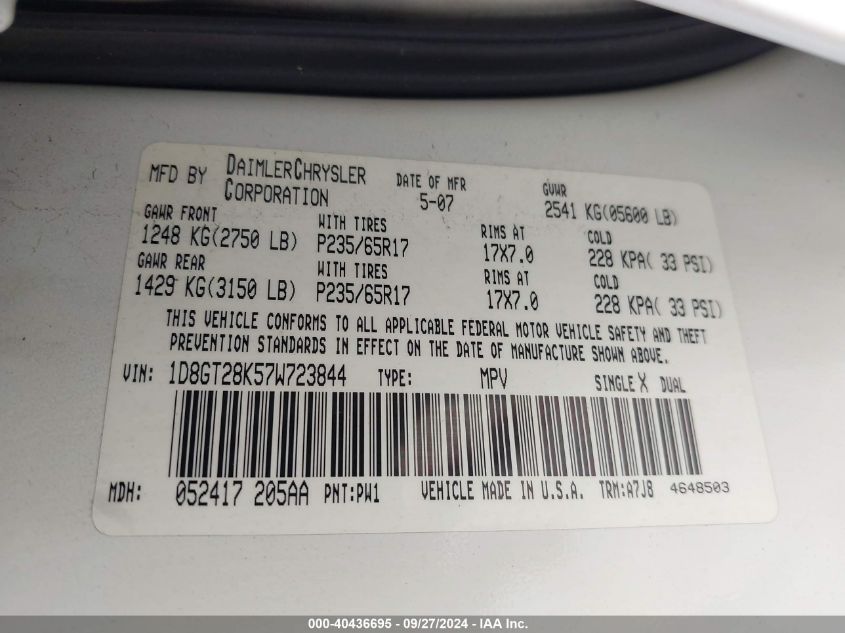 MFD BY DAIMLERCHRYSLER CORPORATION DATE OF MFR 5-07 GVWR 2541 KG(05600 LB)
GAWR FRONT WITH TIRES RIMS AT COLD
1248 KG(2750 LB) P235/65R17 17X7.0 228 KPA( 33 PSI)
GAWR REAR WITH TIRES RIMS AT COLD
1429 KG(3150 LB) P235/65R17 17X7.0 228 KPA( 33 PSI)
THIS VEHICLE CONFORMS TO ALL APPLICABLE FEDERAL MOTOR VEHICLE SAFETY AND THEFT
PREVENTION STANDARDS IN EFFECT ON THE DATE OF MANUFACTURE SHOWN ABOVE.
VIN: 1D8GT28K57W723844 TYPE: MPV SINGLE X DUAL
MDH: 052417 205AA PNT:PW1 VEHICLE MADE IN U.S.A. TRM:A7J8 4648503
000-40436695 - 09/27/2024 - IAA Inc.